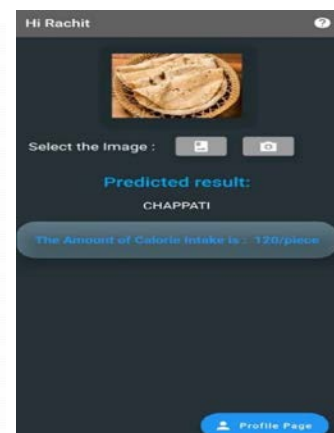 Hi Rachit
Select the Image :
Predicted result:
CHAPPATI
The Amount of Calorie Intake is : 120/piece
Profile Page